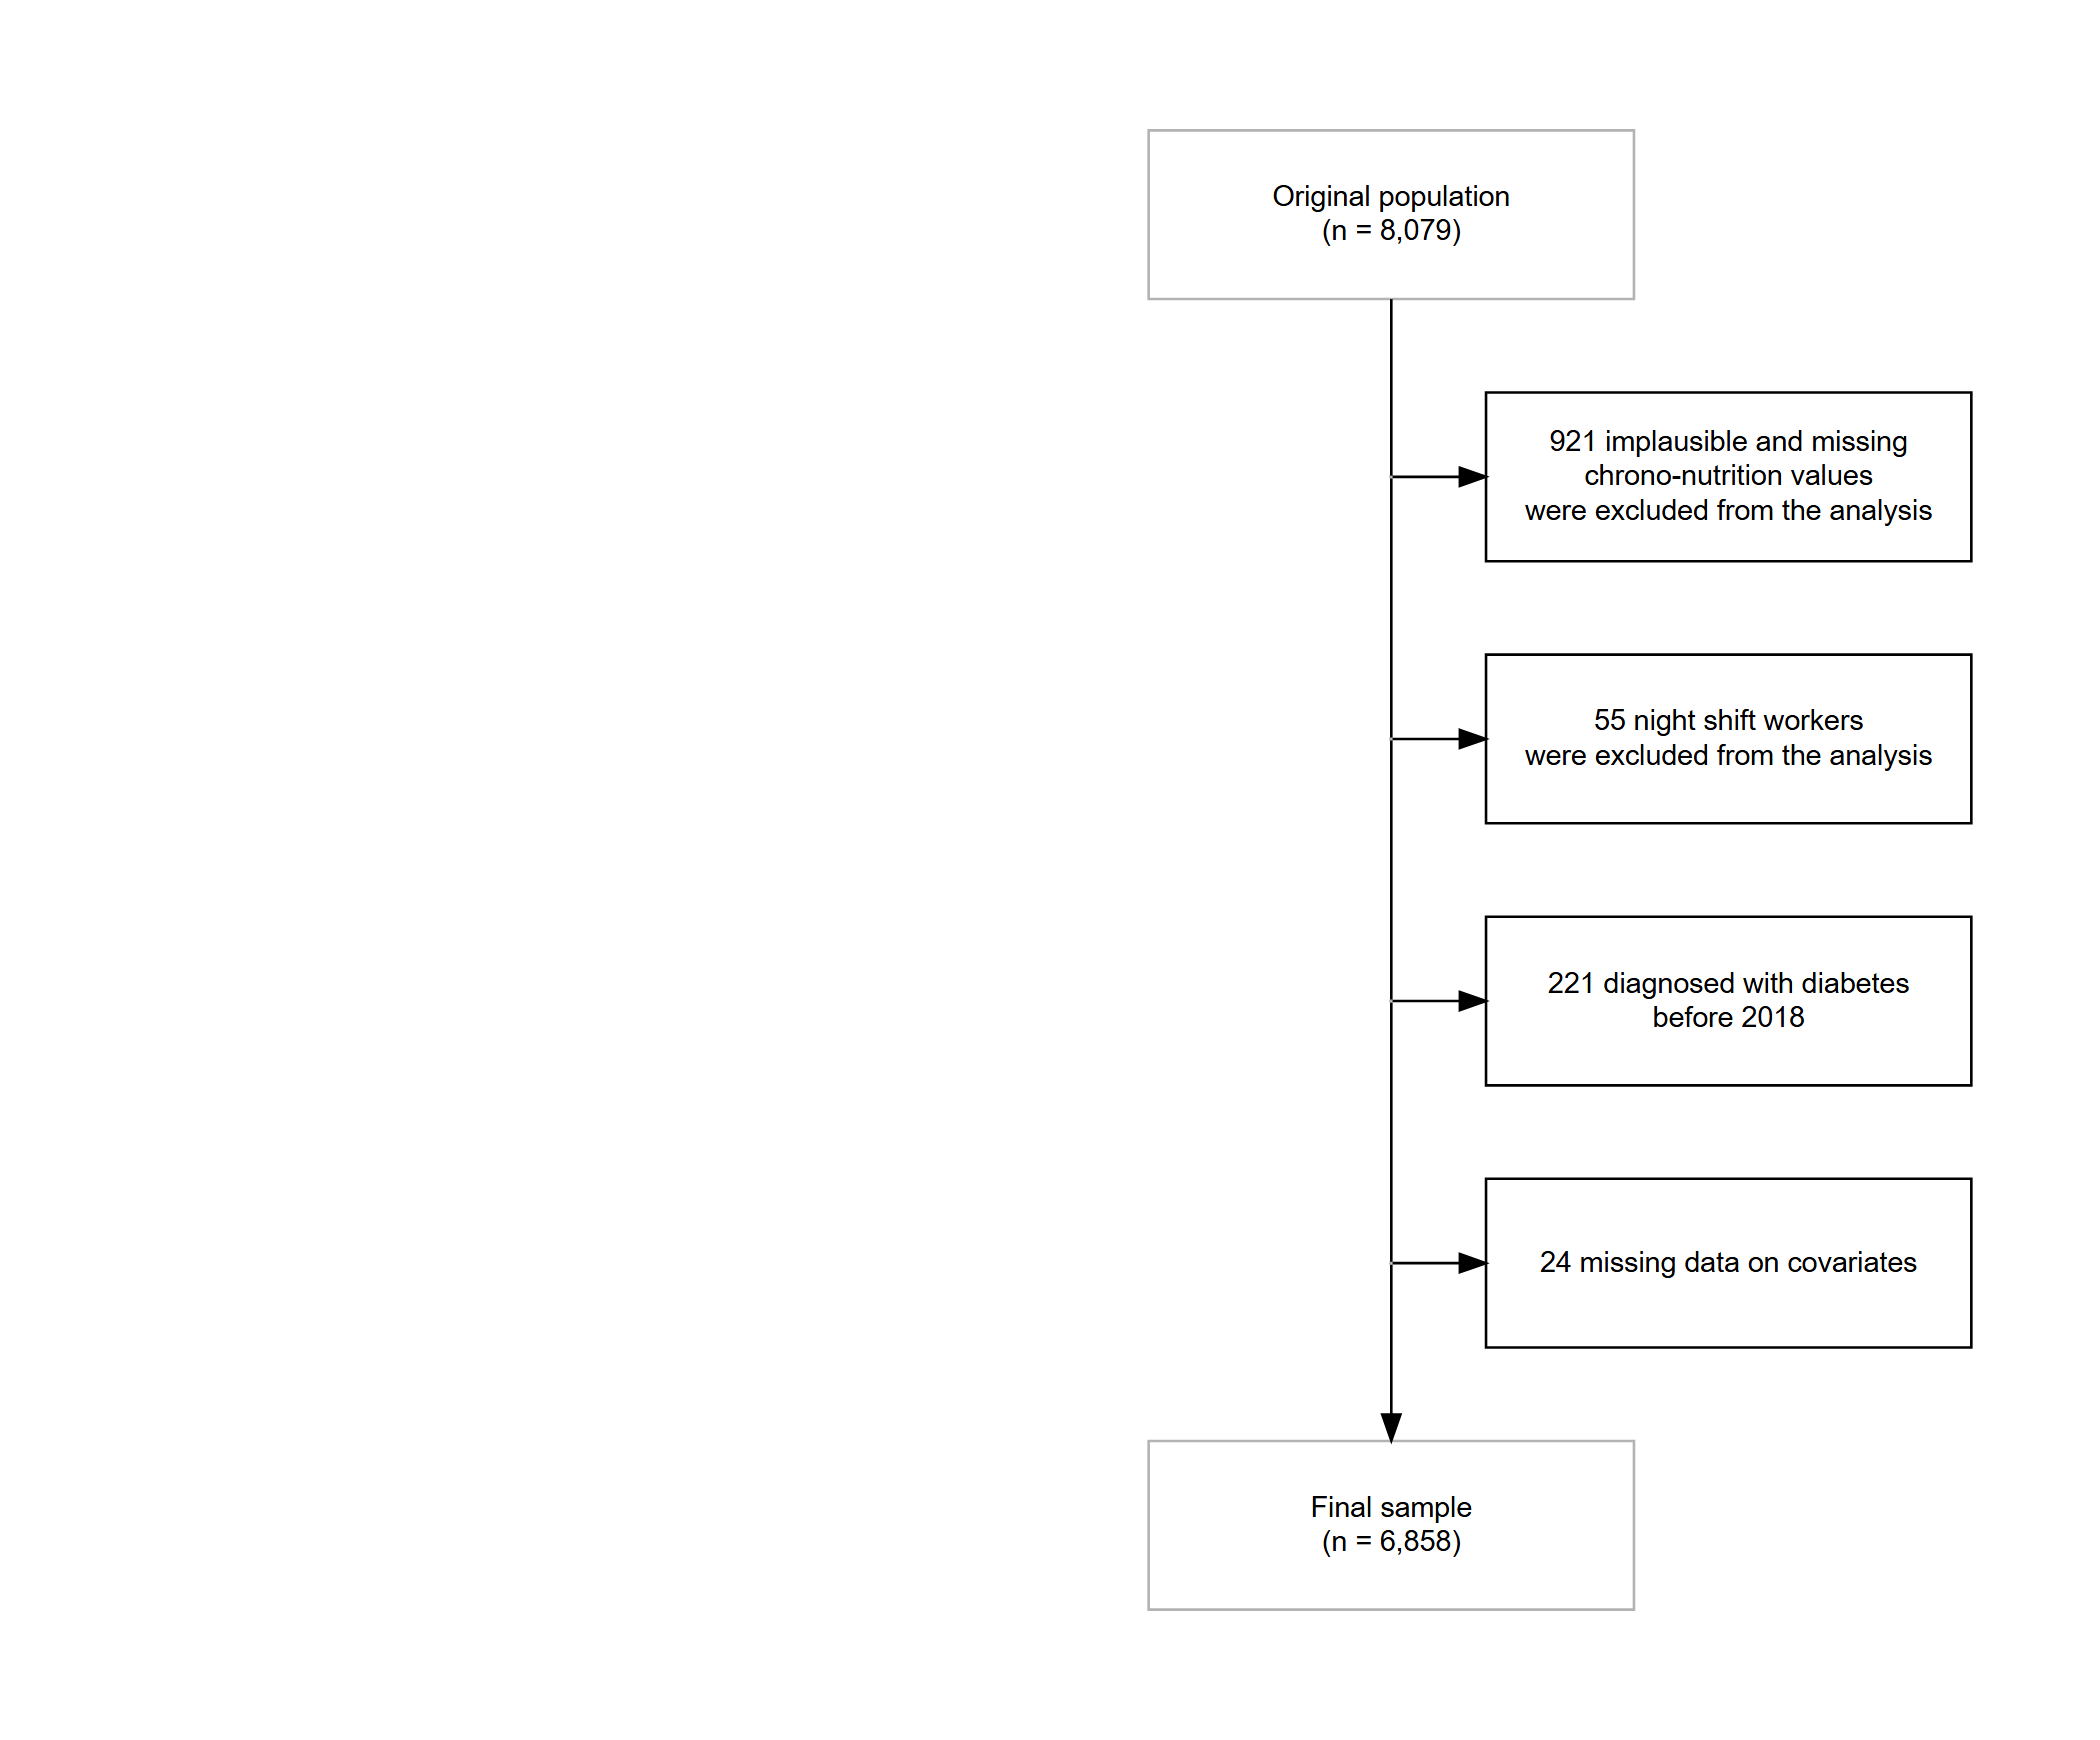 Original population
(n = 8,079)
921 implausible and missing
chrono-nutrition values
were excluded from the analysis
55 night shift workers
were excluded from the analysis
221 diagnosed with diabetes
before 2018
24 missing data on covariates
Final sample
(n = 6,858)